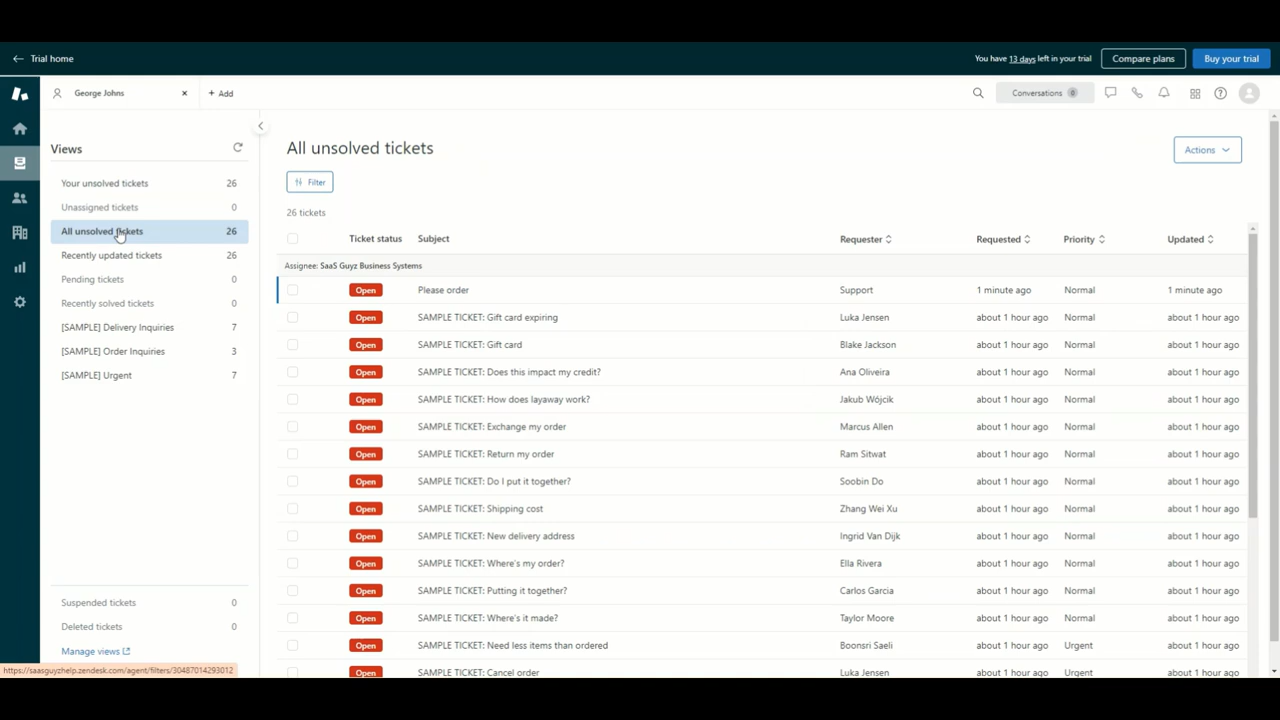 Trial home
You have 13 days left in your trial
Compare plans
Buy your trial
George Johns
+ Add
Conversations 0
Views
Your unsolved tickets 26
Unassigned tickets 0
All unsolved tickets 26
Recently updated tickets 26
Pending tickets 0
Recently solved tickets 0
[SAMPLE] Delivery Inquiries 7
[SAMPLE] Order Inquiries 3
[SAMPLE] Urgent 7
Suspended tickets 0
Deleted tickets 0
Manage views
https://saasguyzhelp.zendesk.com/agent/filters/30487014293012
All unsolved tickets
Actions
Filter
26 tickets
Ticket status Subject Requester Requested Priority Updated
Assignee: SaaS Guyz Business Systems
Open Please order Support 1 minute ago Normal 1 minute ago
Open SAMPLE TICKET: Gift card expiring Luka Jensen about 1 hour ago Normal about 1 hour ago
Open SAMPLE TICKET: Gift card Blake Jackson about 1 hour ago Normal about 1 hour ago
Open SAMPLE TICKET: Does this impact my credit? Ana Oliveira about 1 hour ago Normal about 1 hour ago
Open SAMPLE TICKET: How does layaway work? Jakub Wójcik about 1 hour ago Normal about 1 hour ago
Open SAMPLE TICKET: Exchange my order Marcus Allen about 1 hour ago Normal about 1 hour ago
Open SAMPLE TICKET: Return my order Ram Sitwat about 1 hour ago Normal about 1 hour ago
Open SAMPLE TICKET: Do I put it together? Soobin Do about 1 hour ago Normal about 1 hour ago
Open SAMPLE TICKET: Shipping cost Zhang Wei Xu about 1 hour ago Normal about 1 hour ago
Open SAMPLE TICKET: New delivery address Ingrid Van Dijk about 1 hour ago Normal about 1 hour ago
Open SAMPLE TICKET: Where's my order? Ella Rivera about 1 hour ago Normal about 1 hour ago
Open SAMPLE TICKET: Putting it together? Carlos Garcia about 1 hour ago Normal about 1 hour ago
Open SAMPLE TICKET: Where's it made? Taylor Moore about 1 hour ago Normal about 1 hour ago
Open SAMPLE TICKET: Need less items than ordered Boonsri Saeli about 1 hour ago Urgent about 1 hour ago
Open SAMPLE TICKET: Cancel order Luka Jensen about 1 hour ago Urgent about 1 hour ago